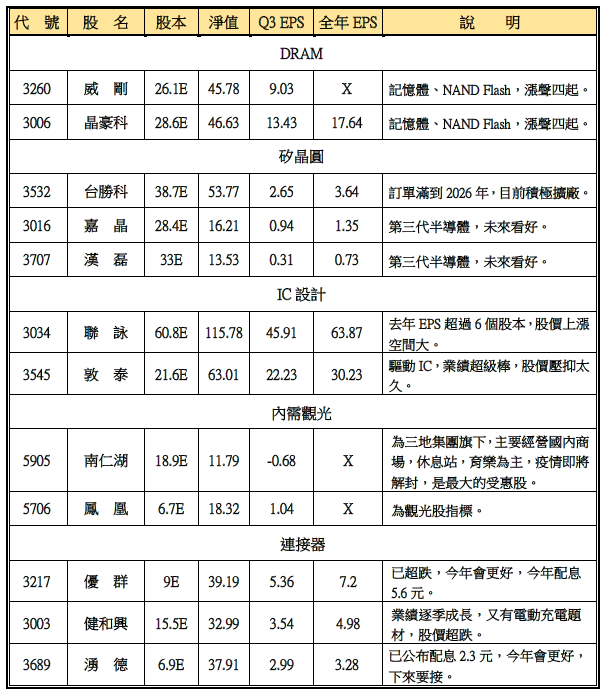 代 號 股 名 股本 淨值 Q3 EPS 全年 EPS 說 明
DRAM
3260 威 剛 26.1E 45.78 9.03 X 記憶體、NAND Flash，漲聲四起。
3006 晶豪科 28.6E 46.63 13.43 17.64 記憶體、NAND Flash，漲聲四起。
矽晶圓
3532 台勝科 38.7E 53.77 2.65 3.64 訂單滿到 2026 年，目前積極擴廠。
3016 嘉 晶 28.4E 16.21 0.94 1.35 第三代半導體，未來看好。
3707 漢 磊 33E 13.53 0.31 0.73 第三代半導體，未來看好。
IC 設計
3034 聯 詠 60.8E 115.78 45.91 63.87 去年 EPS 超過 6 個股本，股價上漲
空間大。
3545 敦 泰 21.6E 63.01 22.23 30.23 驅動 IC，業績超級棒，股價壓抑太
久。
內需觀光
5905 南仁湖 18.9E 11.79 -0.68 X 為三地集團旗下，主要經營國內商
場，休息站，育樂為主，疫情即將
解封，是最大的受惠股。
5706 鳳 凰 6.7E 18.32 1.04 X 為觀光股指標。
連接器
3217 優 群 9E 39.19 5.36 7.2 已超跌，今年會更好，今年配息
5.6 元。
3003 健和興 15.5E 32.99 3.54 4.98 業績逐季成長，又有電動充電題
材，股價超跌。
3689 湧 德 6.9E 37.91 2.99 3.28 已公布配息 2.3 元，今年會更好，
下來要接。